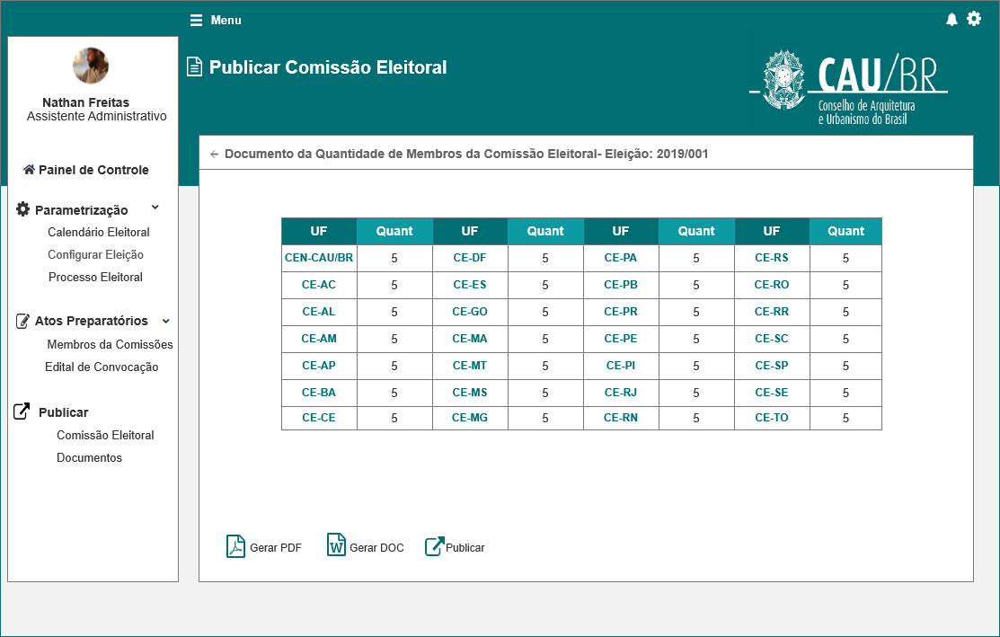 Menu
Nathan Freitas
Assistente Administrativo
Painel de Controle
Parametrização
Calendário Eleitoral
Configurar Eleição
Processo Eleitoral
Atos Preparatórios
Membros da Comissões
Edital de Convocação
Publicar
Comissão Eleitoral
Documentos
Publicar Comissão Eleitoral
CAU/BR
Conselho de Arquitetura
e Urbanismo do Brasil
Documento da Quantidade de Membros da Comissão Eleitoral- Eleição: 2019/001
UF Quant UF Quant UF Quant UF Quant
CEN-CAU/BR 5 CE-DF 5 CE-PA 5 CE-RS 5
CE-AC 5 CE-ES 5 CE-PB 5 CE-RO 5
CE-AL 5 CE-GO 5 CE-PR 5 CE-RR 5
CE-AM 5 CE-MA 5 CE-PE 5 CE-SC 5
CE-AP 5 CE-MT 5 CE-PI 5 CE-SP 5
CE-BA 5 CE-MS 5 CE-RJ 5 CE-SE 5
CE-CE 5 CE-MG 5 CE-RN 5 CE-TO 5
Gerar PDF W Gerar DOC Publicar